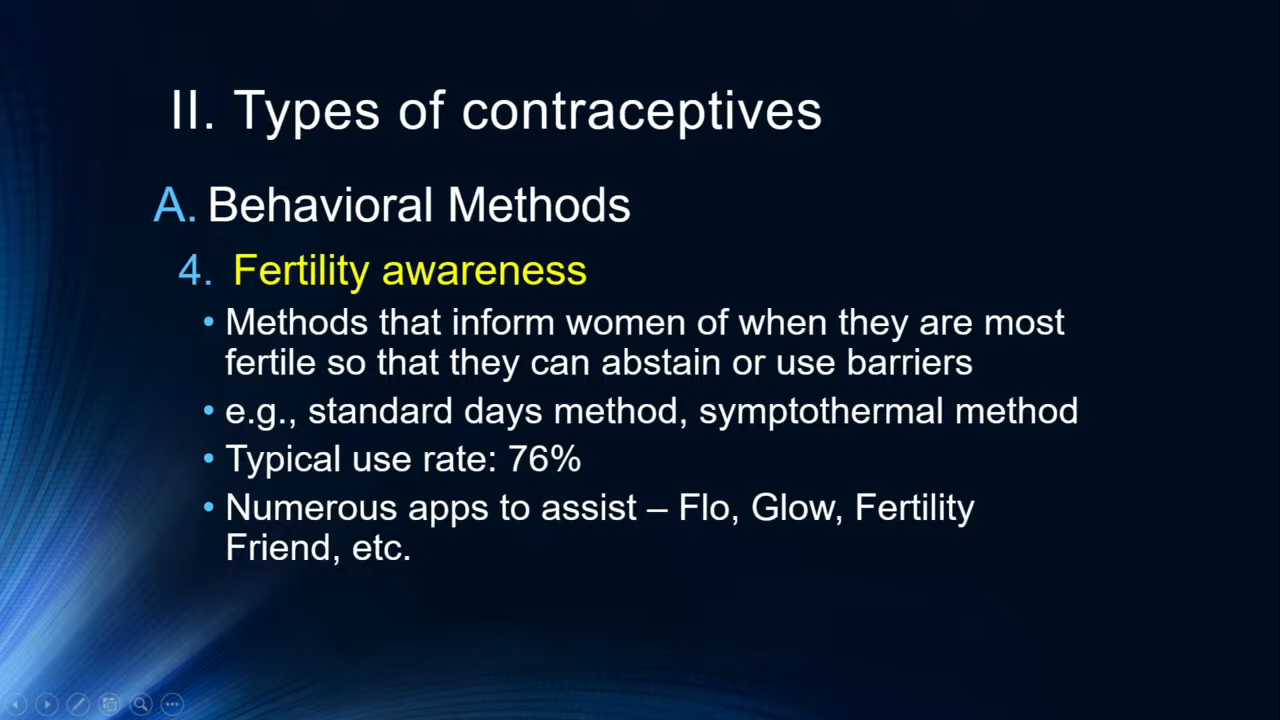 II. Types of contraceptives
A. Behavioral Methods
4. Fertility awareness
• Methods that inform women of when they are most
fertile so that they can abstain or use barriers
• e.g., standard days method, symptothermal method
• Typical use rate: 76%
• Numerous apps to assist – Flo, Glow, Fertility
Friend, etc.